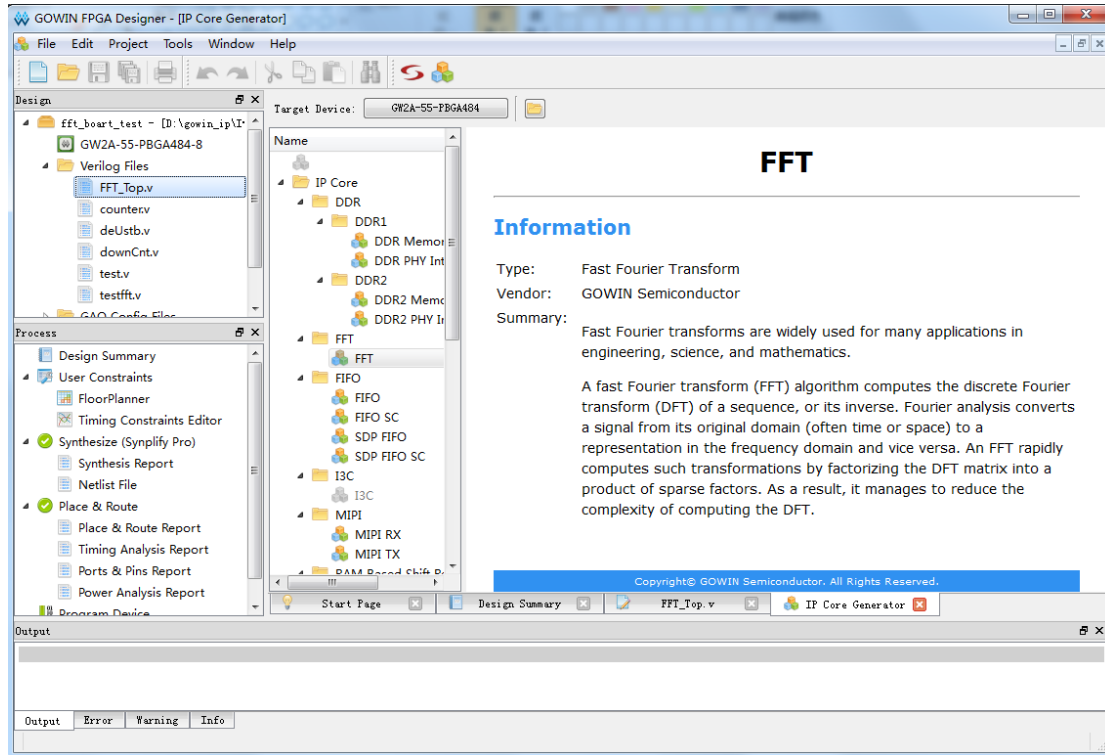 GOWIN FPGA Designer - [IP Core Generator]
File Edit Project Tools Window Help
Design
fft_boart_test - [D:\gowin_ip\I
GW2A-55-PBGA484-8
Verilog Files
FFT_Top.v
counter.v
deUstb.v
downCnt.v
test.v
testfft.v
GAO Config Files
Process
Design Summary
User Constraints
FloorPlanner
Timing Constraints Editor
Synthesize (Synplify Pro)
Synthesis Report
Netlist File
Place & Route
Place & Route Report
Timing Analysis Report
Ports & Pins Report
Power Analysis Report
Program Device
Target Device: GW2A-55-PBGA484
Name
IP Core
DDR
DDR1
DDR Memor
DDR PHY Int
DDR2
DDR2 Memo
DDR2 PHY Ir
FFT
FFT
FIFO
FIFO
FIFO SC
SDP FIFO
SDP FIFO SC
I3C
I3C
MIPI
MIPI RX
MIPI TX
RAM Based Shift Re
FFT
Information
Type: Fast Fourier Transform
Vendor: GOWIN Semiconductor
Summary:
Fast Fourier transforms are widely used for many applications in
engineering, science, and mathematics.
A fast Fourier transform (FFT) algorithm computes the discrete Fourier
transform (DFT) of a sequence, or its inverse. Fourier analysis converts
a signal from its original domain (often time or space) to a
representation in the frequency domain and vice versa. An FFT rapidly
computes such transformations by factorizing the DFT matrix into a
product of sparse factors. As a result, it manages to reduce the
complexity of computing the DFT.
Copyright© GOWIN Semiconductor. All Rights Reserved.
Start Page Design Summary FFT_Top.v IP Core Generator
Output
Output Error Warning Info